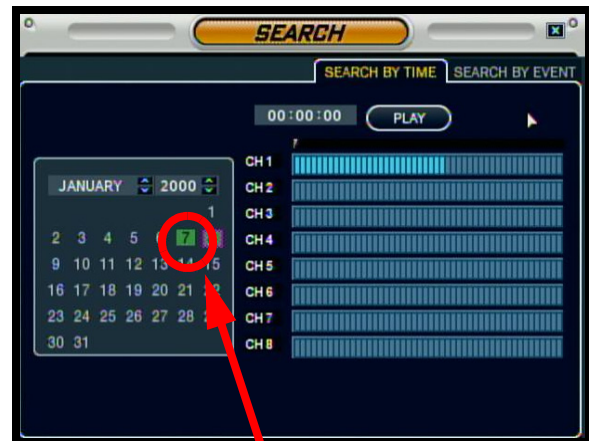 SEARCH
SEARCH BY TIME SEARCH BY EVENT
00:00:00 PLAY
JANUARY 2000
1
2 3 4 5 6 7
9 10 11 12 13 14 15
16 17 18 19 20 21 22
23 24 25 26 27 28
30 31
CH 1
CH 2
CH 3
CH 4
CH 5
CH 6
CH 7
CH 8